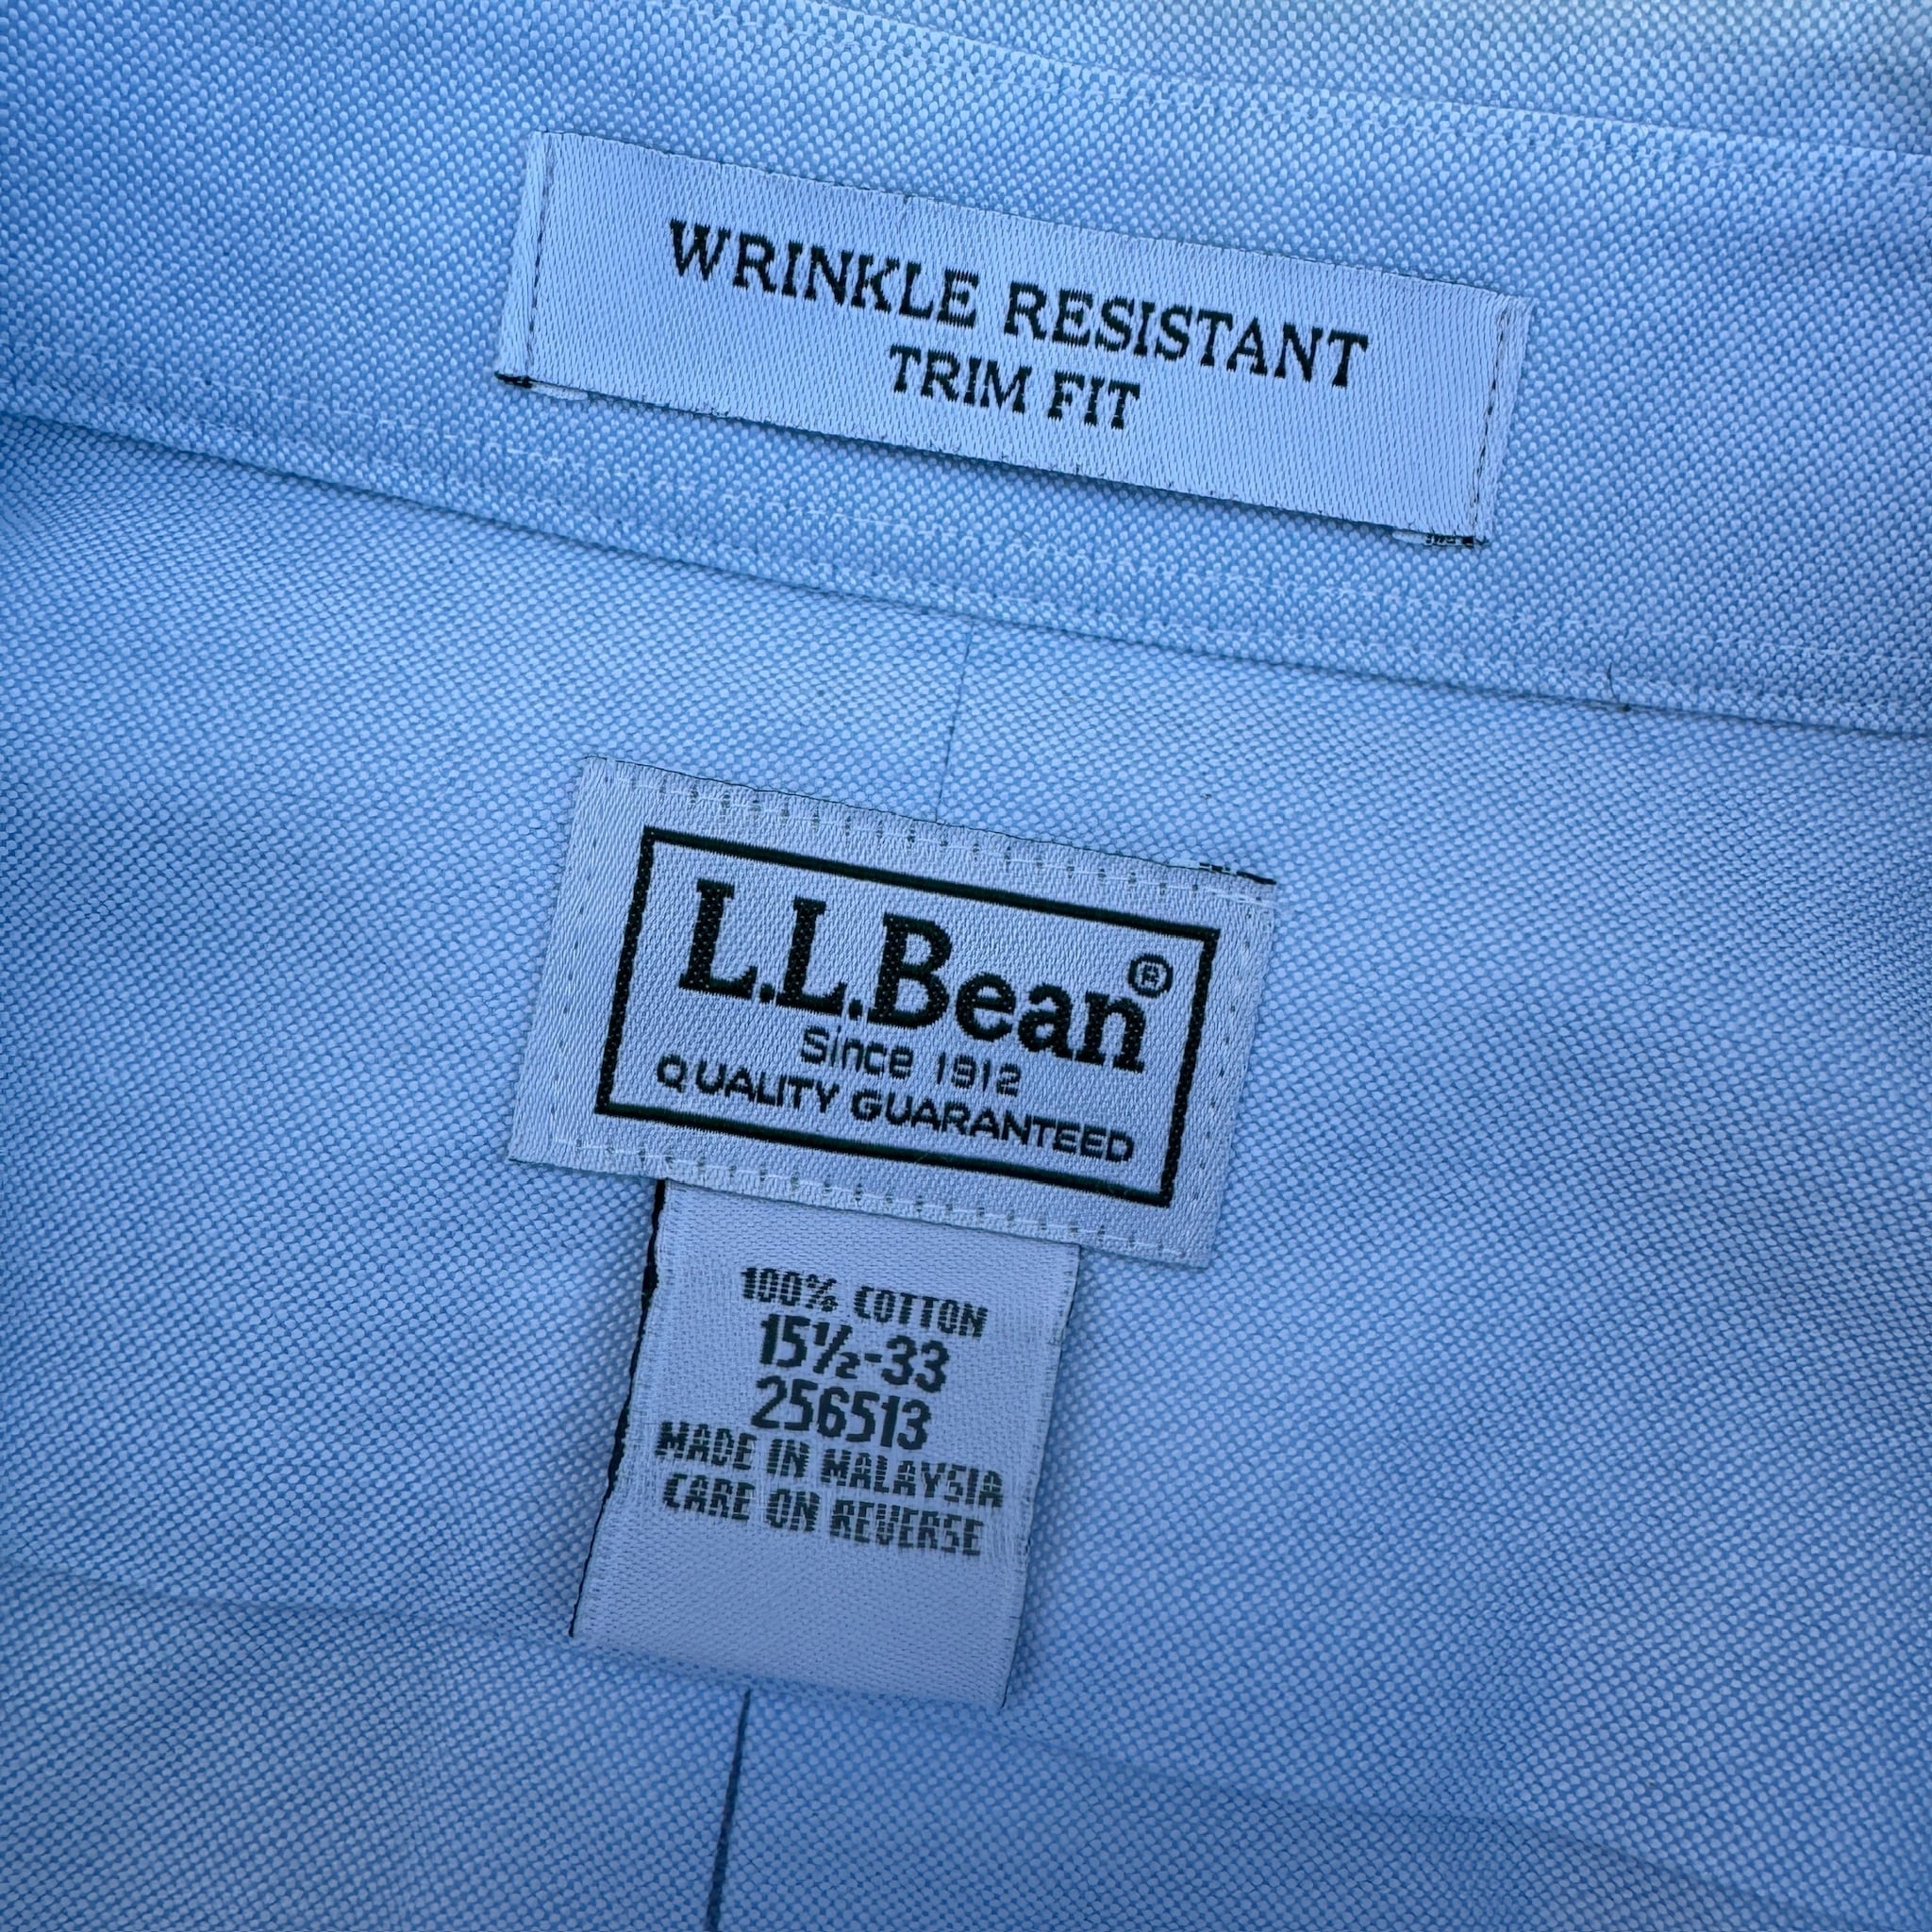 WRINKLE RESISTANT
TRIM FIT
L.L.Bean®
Since 1912
QUALITY GUARANTEED
100% COTTON
15½-33
256513
MADE IN MALAYSIA
CARE ON REVERSE